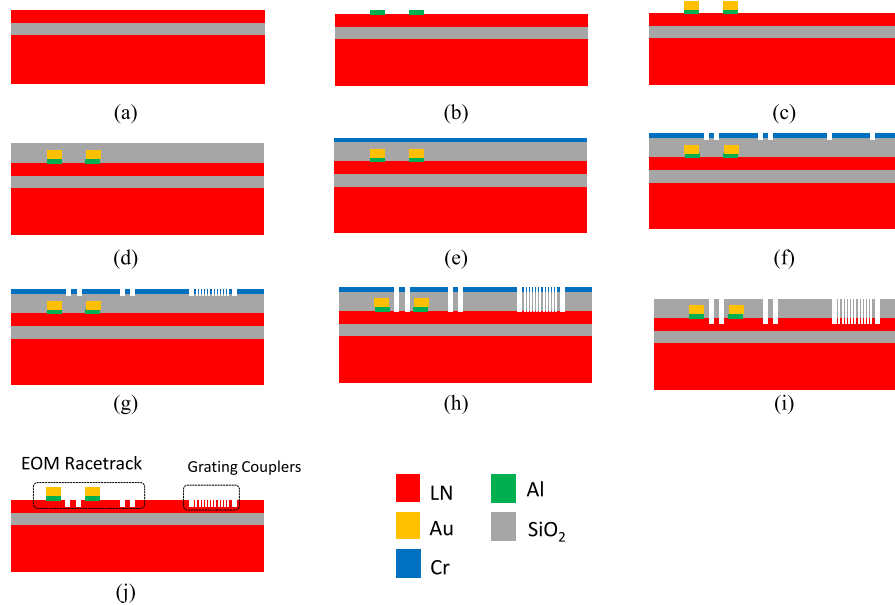 (a)
(b)
(c)
(d)
(e)
(f)
(g)
(h)
(i)
EOM Racetrack
Grating Couplers
(j)
LN
Al
Au
SiO2
Cr